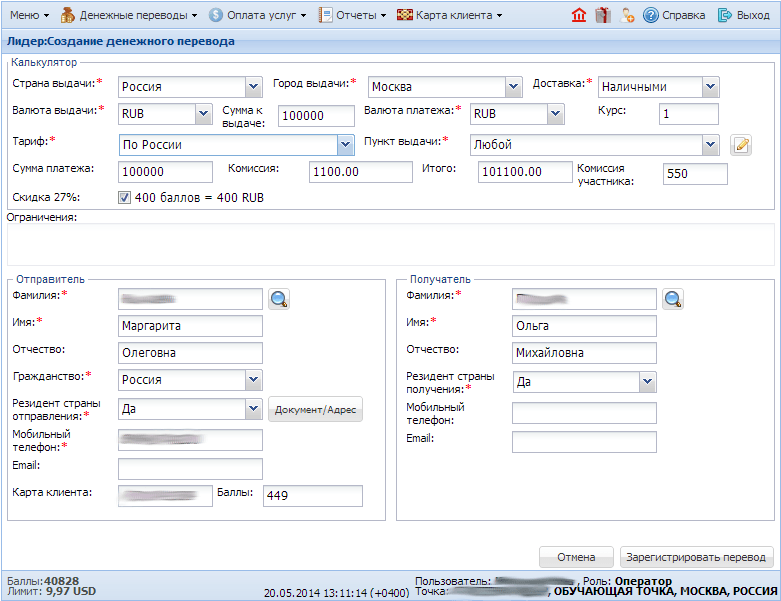 Меню Денежные переводы Оплата услуг Отчеты Карта клиента Справка Выход
Лидер:Создание денежного перевода
Калькулятор
Страна выдачи:* Россия Город выдачи:* Москва Доставка:* Наличными
Валюта выдачи:* RUB Сумма к выдаче: 100000 Валюта платежа:* RUB Курс: 1
Тариф:* По России Пункт выдачи:* Любой
Сумма платежа: 100000 Комиссия: 1100.00 Итого: 101100.00 Комиссия участника: 550
Скидка 27%: 400 баллов = 400 RUB
Ограничения:
Отправитель
Фамилия:*
Имя:* Маргарита
Отчество: Олеговна
Гражданство:* Россия
Резидент страны отправления:* Да Документ/Адрес
Мобильный телефон:*
Email:
Карта клиента: Баллы: 449
Получатель
Фамилия:*
Имя:* Ольга
Отчество: Михайловна
Резидент страны получения:* Да
Мобильный телефон:
Email:
Отмена Зарегистрировать перевод
Баллы:40828
Лимит: 9,97 USD
20.05.2014 13:11:14 (+0400)
Пользователь: , Роль: Оператор
Точка: , ОБУЧАЮЩАЯ ТОЧКА, МОСКВА, РОССИЯ